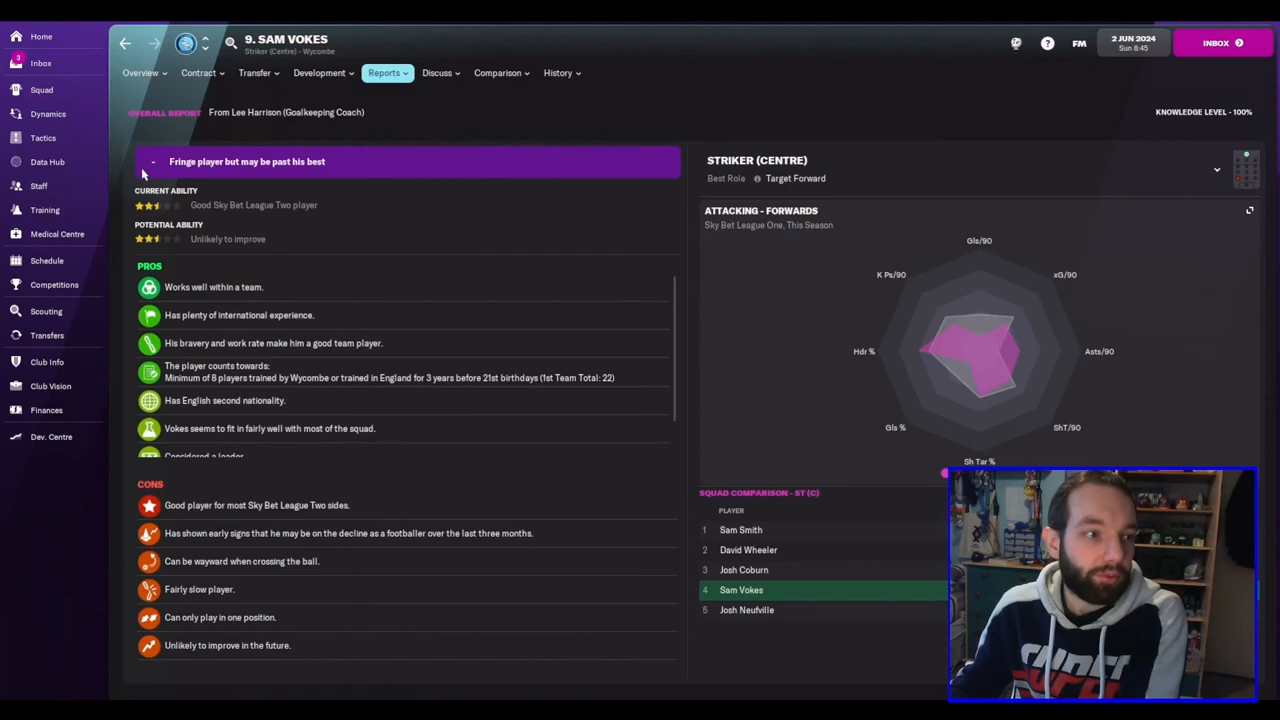 Home
3
Inbox
Squad
Dynamics
Tactics
Data Hub
Staff
Training
Medical Centre
Schedule
Competitions
Scouting
Transfers
Club Info
Club Vision
Finances
Dev. Centre
9. SAM VOKES
Striker (Centre) - Wycombe
FM
2 JUN 2024
Sun 8:45
INBOX
Overview
Contract
Transfer
Development
Reports
Discuss
Comparison
History
OVERALL REPORT
From Lee Harrison (Goalkeeping Coach)
KNOWLEDGE LEVEL - 100%
- Fringe player but may be past his best
CURRENT ABILITY
Good Sky Bet League Two player
POTENTIAL ABILITY
Unlikely to improve
PROS
Works well within a team.
Has plenty of international experience.
His bravery and work rate make him a good team player.
The player counts towards:
Minimum of 8 players trained by Wycombe or trained in England for 3 years before 21st birthdays (1st Team Total: 22)
Has English second nationality.
Vokes seems to fit in fairly well with most of the squad.
Considered a leader
CONS
Good player for most Sky Bet League Two sides.
Has shown early signs that he may be on the decline as a footballer over the last three months.
Can be wayward when crossing the ball.
Fairly slow player.
Can only play in one position.
Unlikely to improve in the future.
STRIKER (CENTRE)
Best Role
Target Forward
ATTACKING - FORWARDS
Sky Bet League One, This Season
Gls/90
xG/90
Asts/90
ShT/90
Sh Tar %
Gls %
Hdr %
K Ps/90
SQUAD COMPARISON - ST (C)
PLAYER
1 Sam Smith
2 David Wheeler
3 Josh Coburn
4 Sam Vokes
5 Josh Neufville